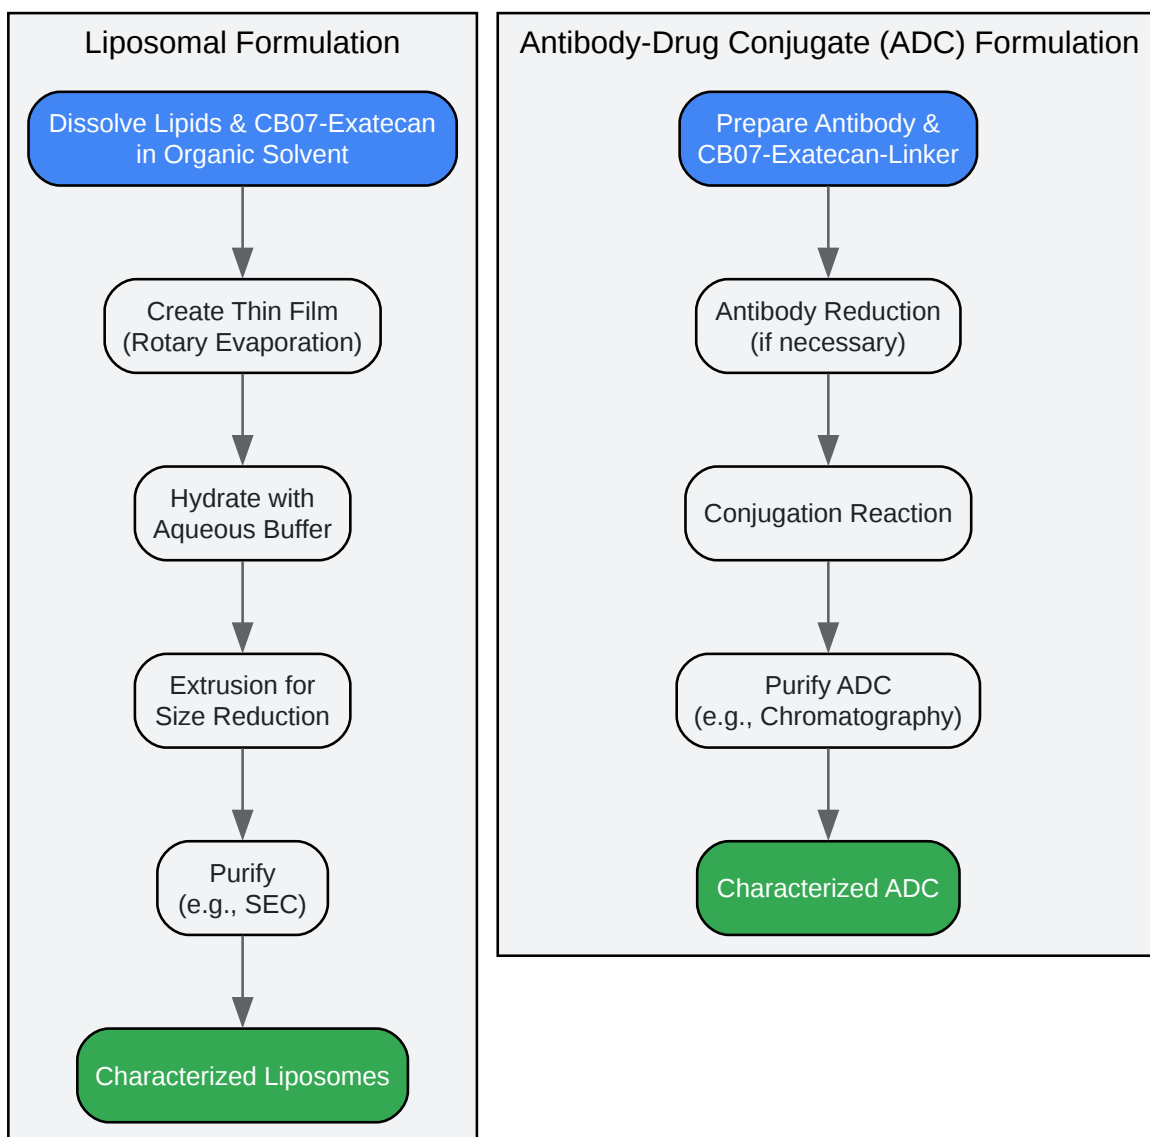 Liposomal Formulation
Dissolve Lipids & CB07-Exatecan
in Organic Solvent
Create Thin Film
(Rotary Evaporation)
Hydrate with
Aqueous Buffer
Extrusion for
Size Reduction
Purify
(e.g., SEC)
Characterized Liposomes
Antibody-Drug Conjugate (ADC) Formulation
Prepare Antibody &
CB07-Exatecan-Linker
Antibody Reduction
(if necessary)
Conjugation Reaction
Purify ADC
(e.g., Chromatography)
Characterized ADC